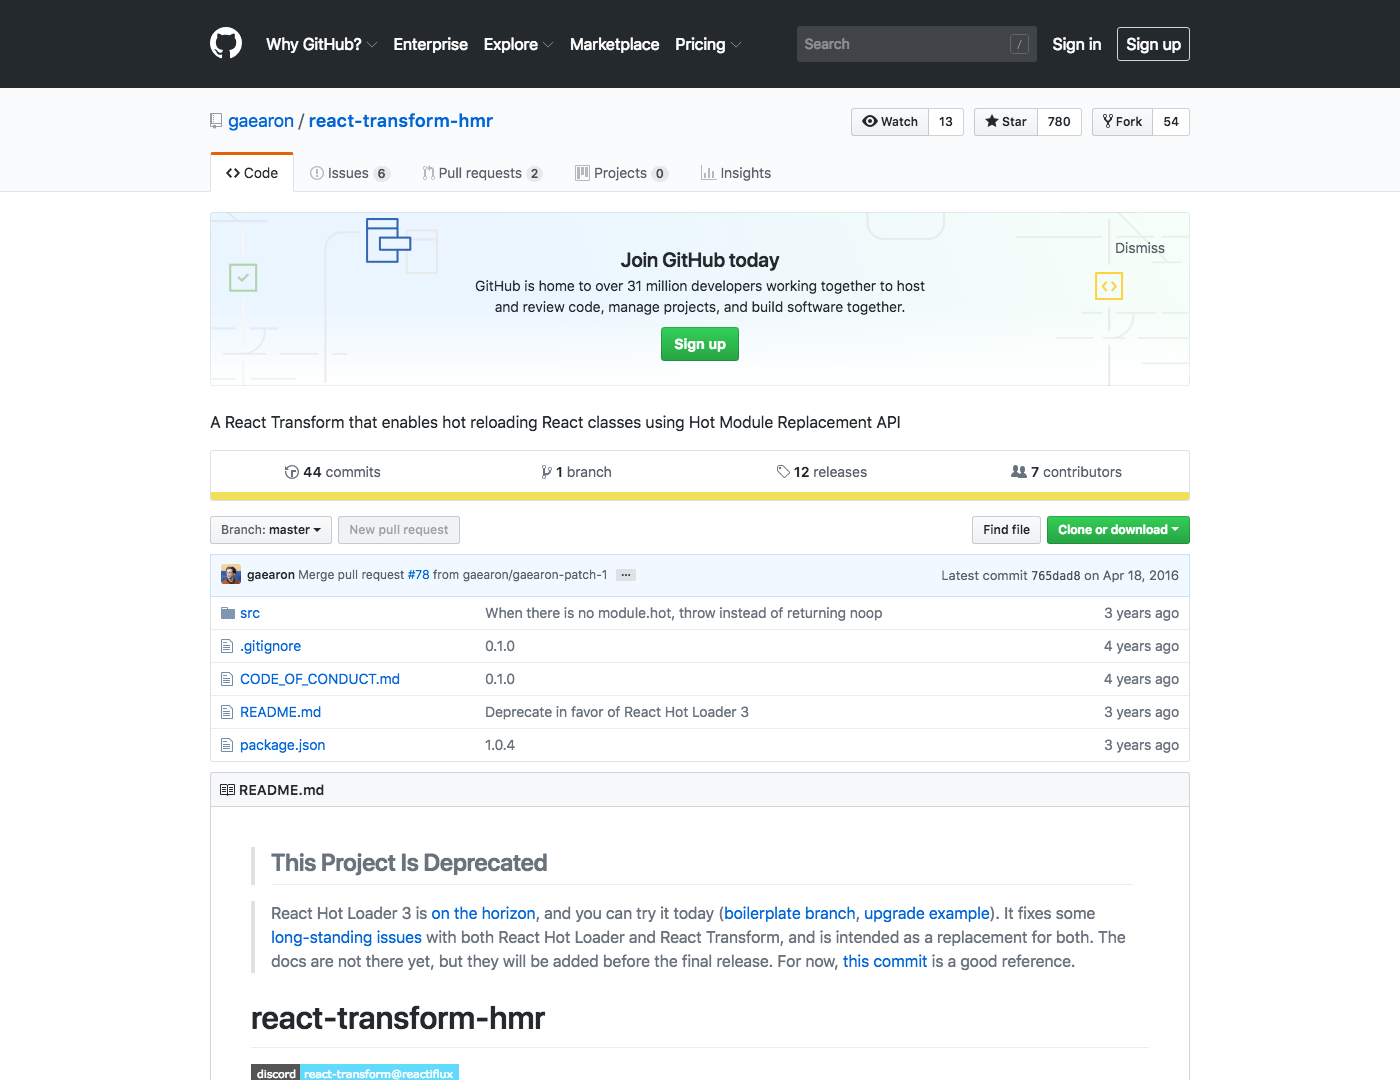 Why GitHub? Enterprise Explore Marketplace Pricing Search / Sign in Sign up
gaearon / react-transform-hmr Watch 13 Star 780 Fork 54
Code Issues 6 Pull requests 2 Projects 0 Insights
Dismiss
Join GitHub today
GitHub is home to over 31 million developers working together to host
and review code, manage projects, and build software together.
Sign up
A React Transform that enables hot reloading React classes using Hot Module Replacement API
44 commits 1 branch 12 releases 7 contributors
Branch: master New pull request Find file Clone or download
gaearon Merge pull request #78 from gaearon/gaearon-patch-1 … Latest commit 765dad8 on Apr 18, 2016
src When there is no module.hot, throw instead of returning noop 3 years ago
.gitignore 0.1.0 4 years ago
CODE_OF_CONDUCT.md 0.1.0 4 years ago
README.md Deprecate in favor of React Hot Loader 3 3 years ago
package.json 1.0.4 3 years ago
README.md
This Project Is Deprecated
React Hot Loader 3 is on the horizon, and you can try it today (boilerplate branch, upgrade example). It fixes some
long-standing issues with both React Hot Loader and React Transform, and is intended as a replacement for both. The
docs are not there yet, but they will be added before the final release. For now, this commit is a good reference.
react-transform-hmr
discord react-transform@reactiflux